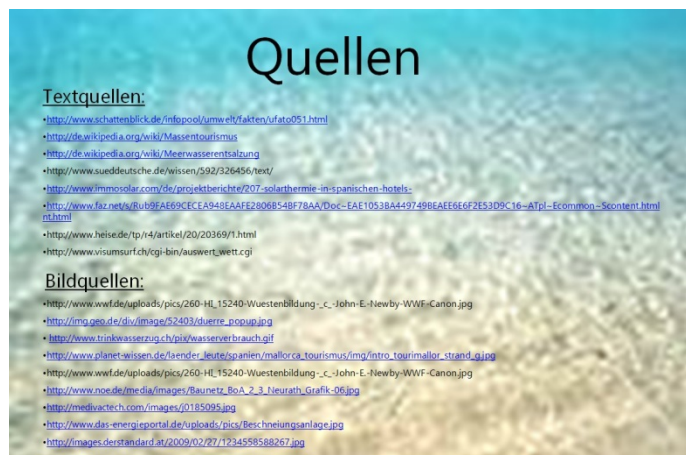 Quellen
Textquellen:
•http://www.schattenblick.de/infopool/umwelt/fakten/ufato051.html
•http://de.wikipedia.org/wiki/Massentourismus
•http://de.wikipedia.org/wiki/Meerwasserentsalzung
•http://www.sueddeutsche.de/wissen/592/326456/text/
•http://www.immosolar.com/de/projektberichte/207-solarthermie-in-spanischen-hotels-
•http://www.faz.net/s/Rub9FAE69CECEA948EAAFE2806B54BF78AA/Doc~EAE1053BA449749BEAEE6E6F2E53D9C16~ATpl~Ecommon~Scontent.html
nt.html
•http://www.heise.de/tp/r4/artikel/20/20369/1.html
•http://www.visumsurf.ch/cgi-bin/auswert_wett.cgi
Bildquellen:
•http://www.wwf.de/uploads/pics/260-HI_15240-Wuestenbildung-_c_-John-E.-Newby-WWF-Canon.jpg
•http://img.geo.de/div/image/52403/duerre_popup.jpg
• http://www.trinkwasserzug.ch/pix/wasserverbrauch.gif
•http://www.planet-wissen.de/laender_leute/spanien/mallorca_tourismus/img/intro_tourimallor_strand_g.jpg
•http://www.wwf.de/uploads/pics/260-HI_15240-Wuestenbildung-_c_-John-E.-Newby-WWF-Canon.jpg
•http://www.noe.de/media/images/Baunetz_BoA_2_3_Neurath_Grafik-06.jpg
•http://medivactech.com/images/j0185095.jpg
•http://www.das-energieportal.de/uploads/pics/Beschneiungsanlage.jpg
•http://images.derstandard.at/2009/02/27/1234558588267.jpg